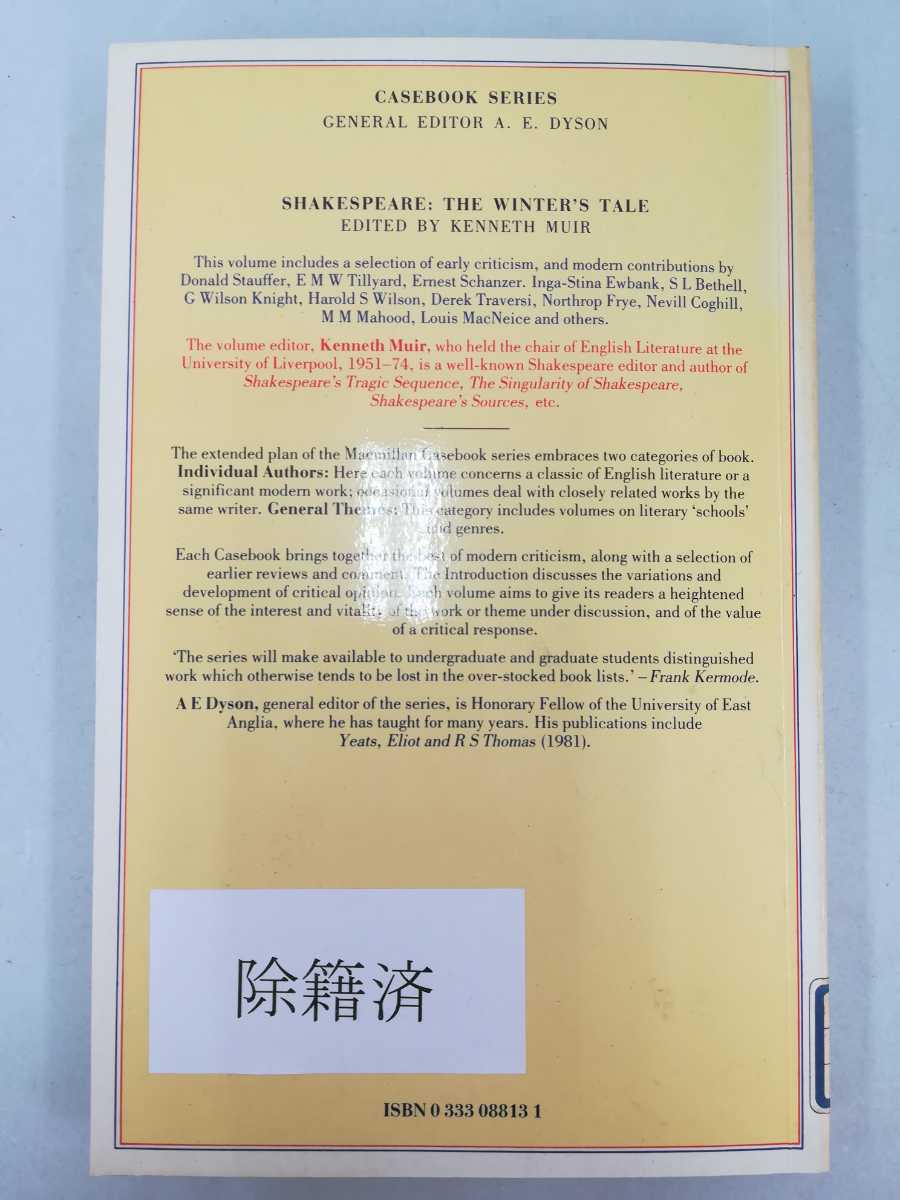 CASEBOOK SERIES
GENERAL EDITOR A. E. DYSON
SHAKESPEARE: THE WINTER'S TALE
EDITED BY KENNETH MUIR
This volume includes a selection of early criticism, and modern contributions by
Donald Stauffer, E M W Tillyard, Ernest Schanzer. Inga-Stina Ewbank, S L Bethell,
G Wilson Knight, Harold S Wilson, Derek Traversi, Northrop Frye, Nevill Coghill,
M M Mahood, Louis MacNeice and others.
The volume editor, Kenneth Muir, who held the chair of English Literature at the
University of Liverpool, 1951–74, is a well-known Shakespeare editor and author of
Shakespeare's Tragic Sequence, The Singularity of Shakespeare,
Shakespeare's Sources, etc.
The extended plan of the Macmillan Casebook series embraces two categories of book.
Individual Authors: Here each volume concerns a classic of English literature or a
significant modern work; occasional volumes deal with closely related works by the
same writer. General Themes: This category includes volumes on literary 'schools'
and genres.
Each Casebook brings together the best of modern criticism, along with a selection of
earlier reviews and comment. The Introduction discusses the variations and
development of critical opinion. Each volume aims to give its readers a heightened
sense of the interest and vitality of the work or theme under discussion, and of the value
of a critical response.
'The series will make available to undergraduate and graduate students distinguished
work which otherwise tends to be lost in the over-stocked book lists.' – Frank Kermode.
A E Dyson, general editor of the series, is Honorary Fellow of the University of East
Anglia, where he has taught for many years. His publications include
Yeats, Eliot and R S Thomas (1981).
除籍済
ISBN 0 333 08813 1